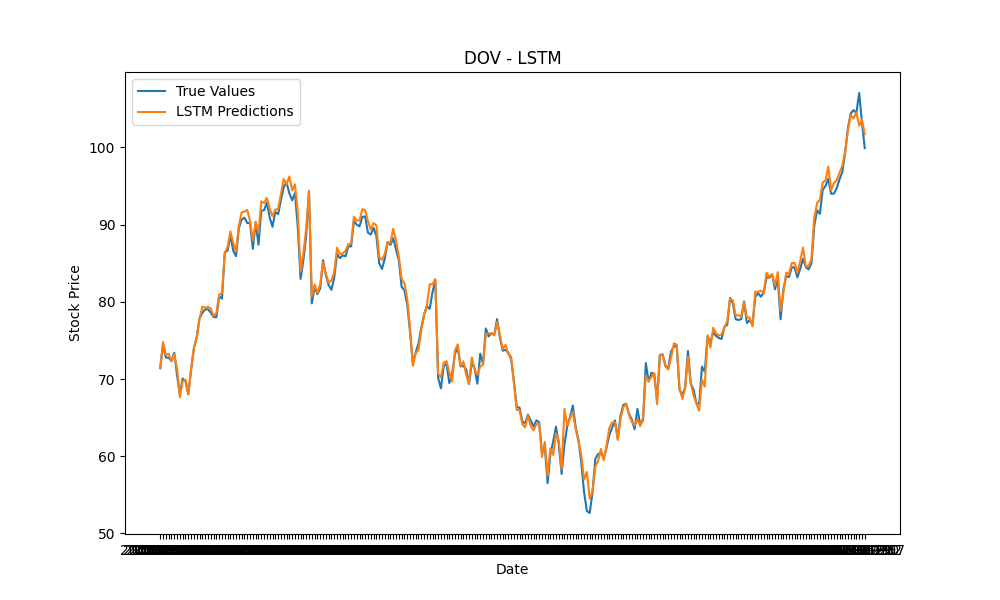 DOV - LSTM
True Values
LSTM Predictions
100
90
80
70
60
50
Stock Price
Date